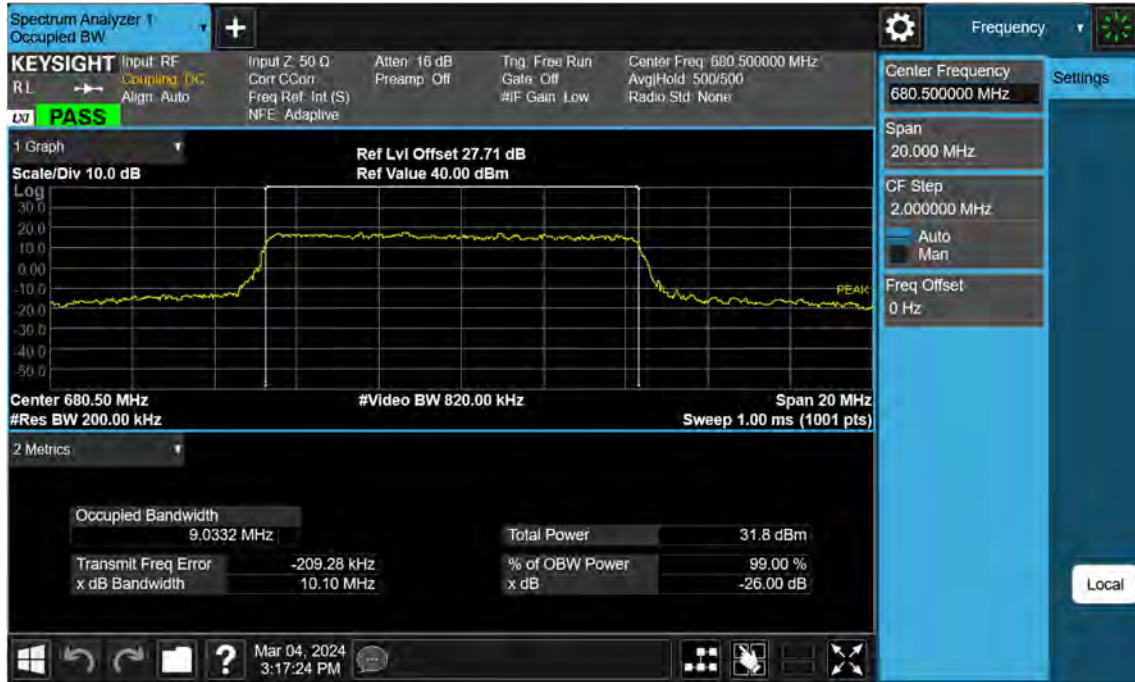 Spectrum Analyzer 1
Occupied BW
+
Frequency
KEYSIGHT
RL
LXI
PASS
Input: RF
Coupling: DC
Align: Auto
Input Z: 50 Ω
Corr CCorr
Freq Ref: Int (S)
NFE: Adaptive
Atten: 16 dB
Preamp: Off
Trig: Free Run
Gate: Off
#IF Gain: Low
Center Freq: 680.500000 MHz
Avg|Hold: 500/500
Radio Std: None
Center Frequency
680.500000 MHz
Settings
Span
20.000 MHz
CF Step
2.000000 MHz
Auto
Man
Freq Offset
0 Hz
1 Graph
Scale/Div 10.0 dB
Ref Lvl Offset 27.71 dB
Ref Value 40.00 dBm
Log
30.0
20.0
10.0
0.00
-10.0
-20.0
-30.0
-40.0
-50.0
PEAK
Center 680.50 MHz
#Video BW 820.00 kHz
Span 20 MHz
#Res BW 200.00 kHz
Sweep 1.00 ms (1001 pts)
2 Metrics
Occupied Bandwidth
9.0332 MHz
Total Power 31.8 dBm
Transmit Freq Error -209.28 kHz
% of OBW Power 99.00 %
x dB Bandwidth 10.10 MHz
x dB -26.00 dB
Local
?
Mar 04, 2024
3:17:24 PM